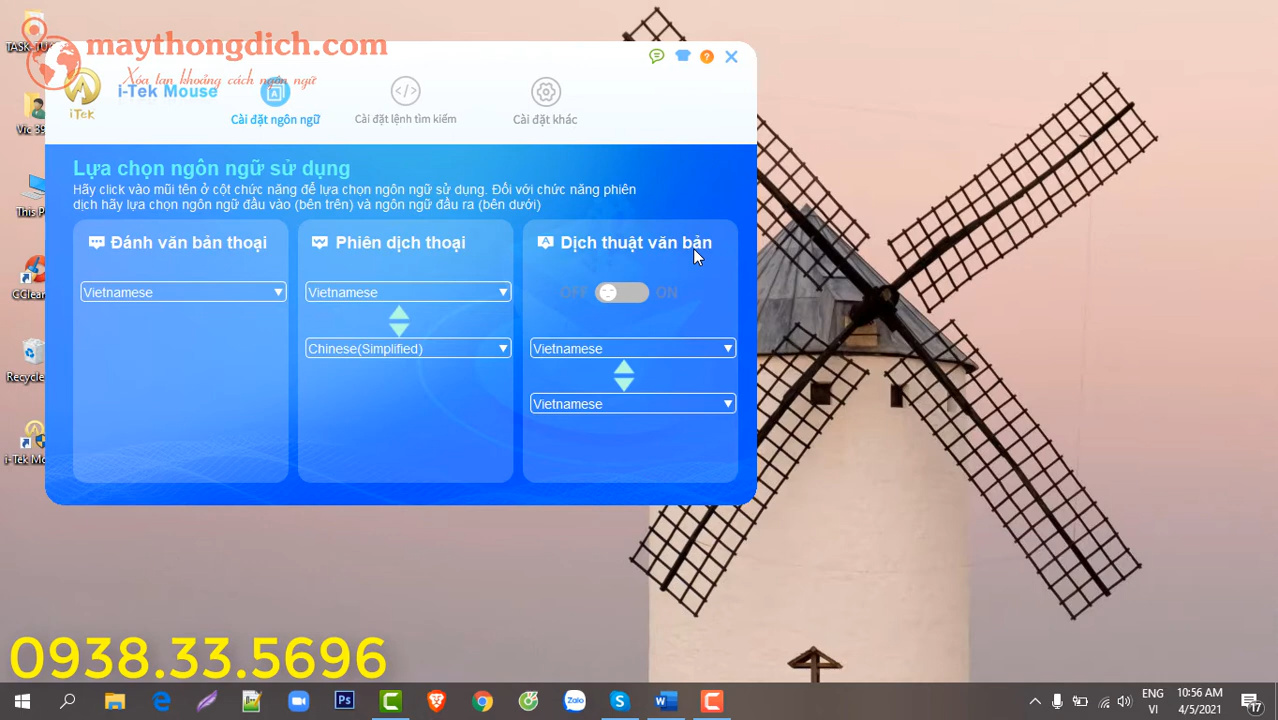 maythongdich.com
Xóa tan khoảng cách ngôn ngữ
iTek
i-Tek Mouse
Cài đặt ngôn ngữ
Cài đặt lệnh tìm kiếm
Cài đặt khác
Lựa chọn ngôn ngữ sử dụng
Hãy click vào mũi tên ở cột chức năng để lựa chọn ngôn ngữ sử dụng. Đối với chức năng phiên
dịch hãy lựa chọn ngôn ngữ đầu vào (bên trên) và ngôn ngữ đầu ra (bên dưới)
Đánh văn bản thoại
Vietnamese
Phiên dịch thoại
Vietnamese
Chinese(Simplified)
Dịch thuật văn bản
OFF ON
Vietnamese
Vietnamese
Vic 39
This P
CClean
Recycle
i-Tek Mo
0938.33.5696
ENG
VI
10:56 AM
4/5/2021
17